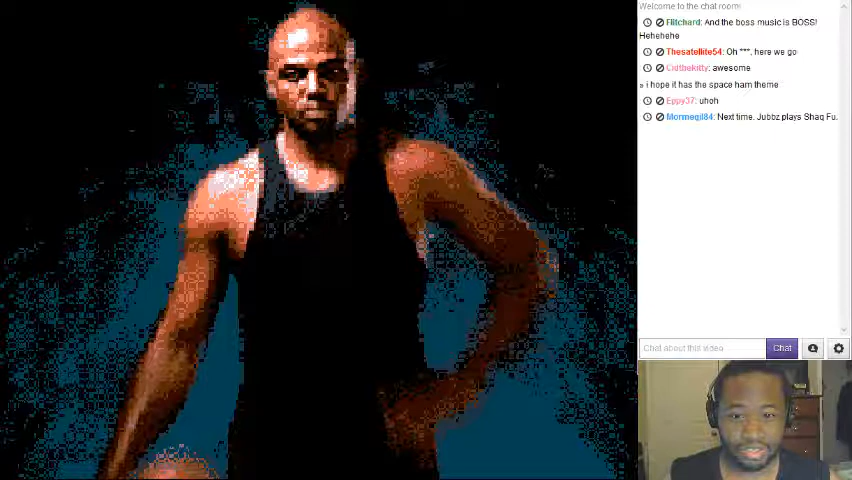 Welcome to the chat room!
Flitchard: And the boss music is BOSS!
Hehehehe
Thesatellite54: Oh ***, here we go
Cidthekitty: awesome
» i hope it has the space ham theme
Eppy37: uhoh
Mormegil84: Next time, Jubbz plays Shaq Fu.
Chat about this video
Chat